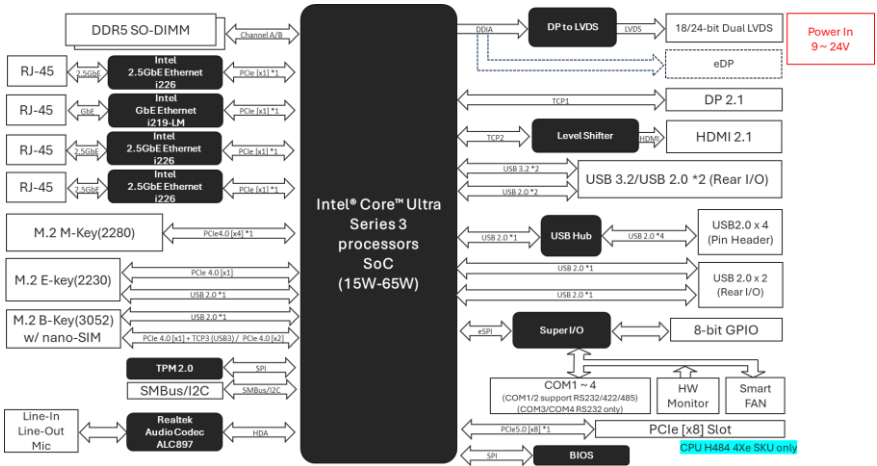 DDR5 SO-DIMM
Channel A/B
RJ-45
2.5GbE
Intel
2.5GbE Ethernet
i226
PCIe [x1] *1
RJ-45
GbE
Intel
GbE Ethernet
i219-LM
PCIe [x1] *1
RJ-45
2.5GbE
Intel
2.5GbE Ethernet
i226
PCIe [x1] *1
RJ-45
2.5GbE
Intel
2.5GbE Ethernet
i226
PCIe [x1] *1
M.2 M-Key(2280)
PCIe4.0 [x4] *1
M.2 E-key(2230)
PCIe 4.0 [x1]
USB 2.0 *1
M.2 B-Key(3052)
w/ nano-SIM
USB 2.0 *1
PCIe 4.0 [x1] + TCP3 (USB3) / PCIe 4.0 [x2]
TPM 2.0
SPI
SMBus/I2C
SMBus/I2C
Line-In
Line-Out
Mic
Realtek
Audio Codec
ALC897
HDA
Intel® Core™ Ultra
Series 3
processors
SoC
(15W-65W)
DDIA
DP to LVDS
LVDS
18/24-bit Dual LVDS
eDP
Power In
9 ~ 24V
TCP1
DP 2.1
TCP2
Level Shifter
HDMI
HDMI 2.1
USB 3.2 *2
USB 2.0 *2
USB 3.2/USB 2.0 *2 (Rear I/O)
USB 2.0 *1
USB Hub
USB 2.0 *4
USB2.0 x 4
(Pin Header)
USB 2.0 *1
USB 2.0 *1
USB 2.0 x 2
(Rear I/O)
eSPI
Super I/O
8-bit GPIO
COM1 ~ 4
(COM1/2 support RS232/422/485)
(COM3/COM4 RS232 only)
HW
Monitor
Smart
FAN
PCIe5.0 [x8] *1
PCIe [x8] Slot
CPU H484 4Xe SKU only
SPI
BIOS